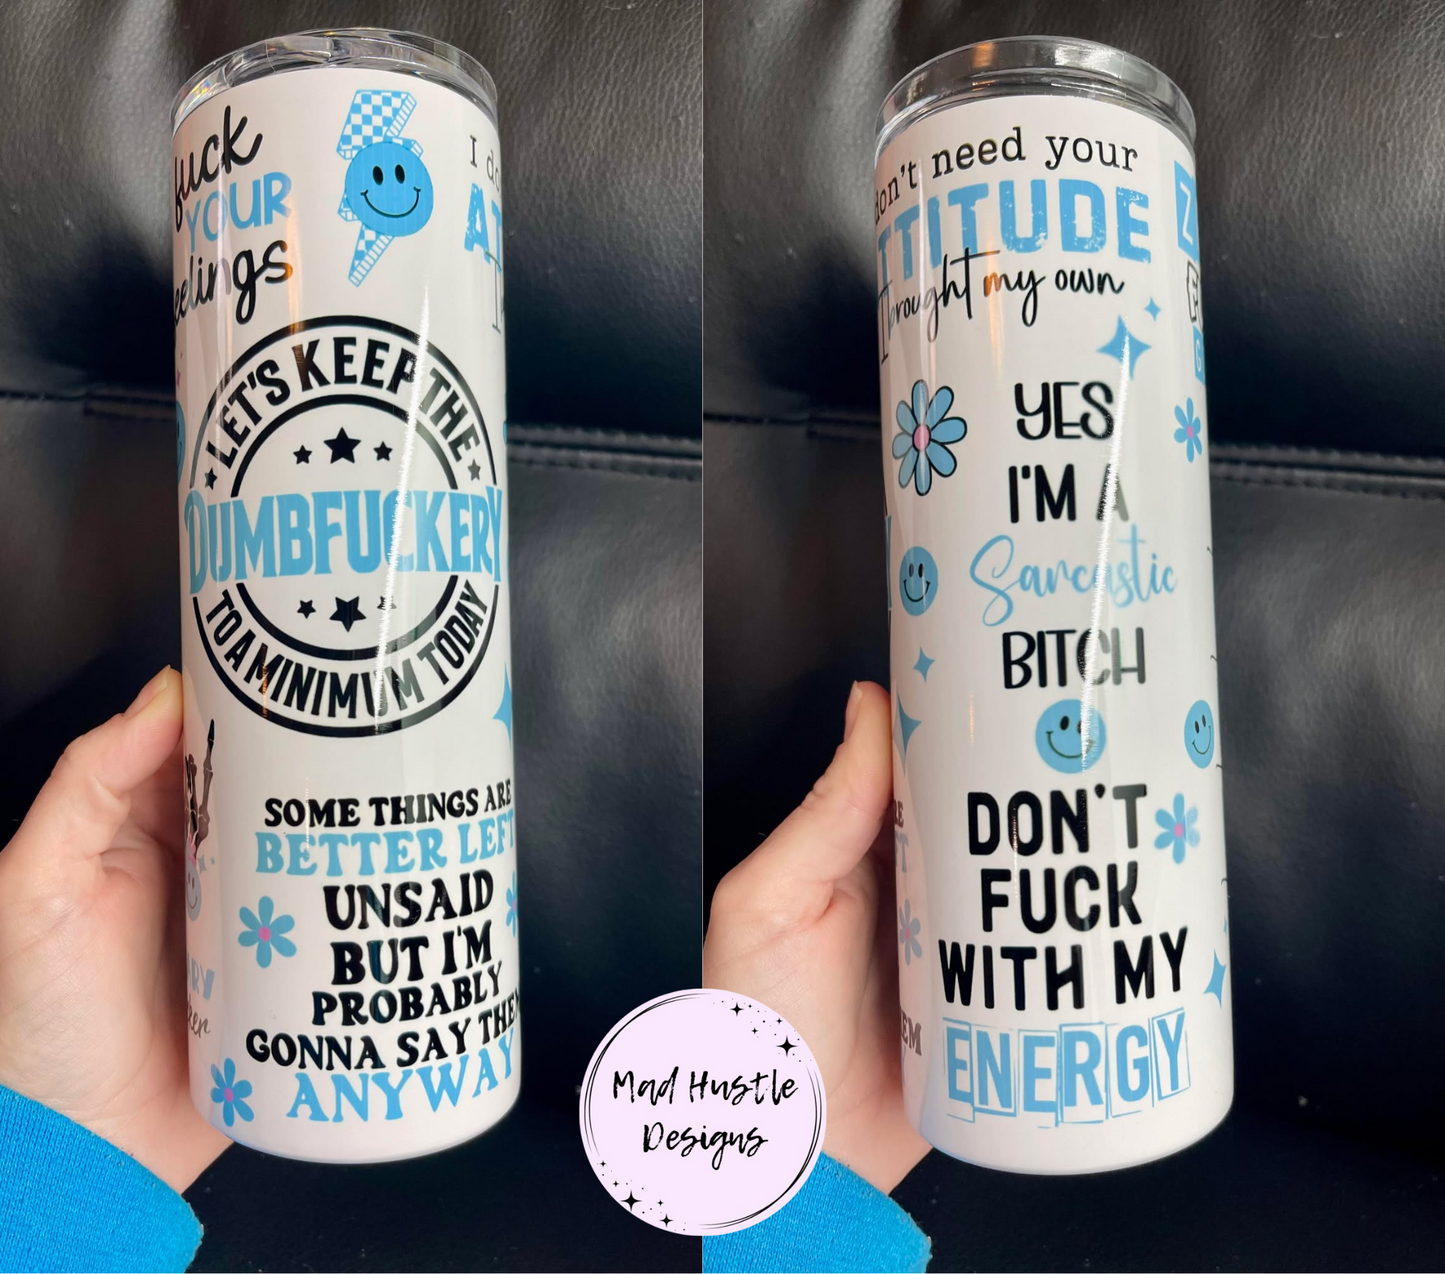 fuck
YOUR
feelings
I do
AT
LET'S KEEP THE
DUMBFUCKERY
TO A MINIMUM TODAY
SOME THINGS ARE
BETTER LEFT
UNSAID
BUT I'M
PROBABLY
GONNA SAY THEM
ANYWAY
don't need your
TTITUDE
I brought my own
YES
I'M A
Sarcastic
BITCH
DON'T
FUCK
WITH MY
ENERGY
EM
Mad Hustle
Designs